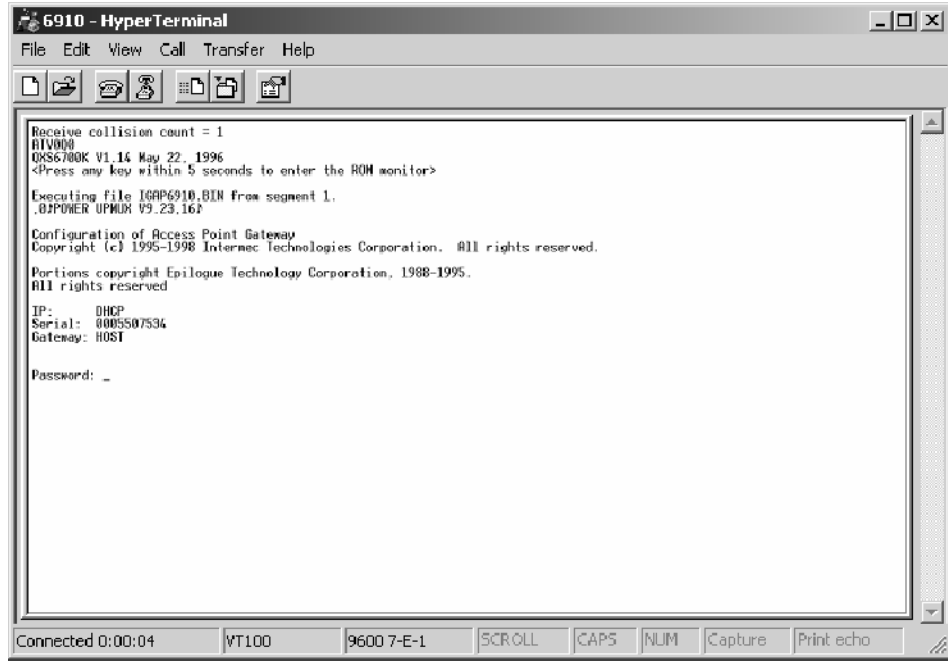 6910 - HyperTerminal
File Edit View Call Transfer Help
Receive collision count = 1
ATV0Q0
QXS6700K V1.14 May 22, 1996
<Press any key within 5 seconds to enter the ROM monitor>
Executing file IGAP6910.BIN from segment 1.
.0♪POWER UPMUX V9.23.16♪
Configuration of Access Point Gateway
Copyright (c) 1995-1998 Intermec Technologies Corporation. All rights reserved.
Portions copyright Epilogue Technology Corporation, 1988-1995.
All rights reserved
IP: DHCP
Serial: 0005507534
Gateway: HOST
Password: _
Connected 0:00:04 VT100 9600 7-E-1 SCROLL CAPS NUM Capture Print echo